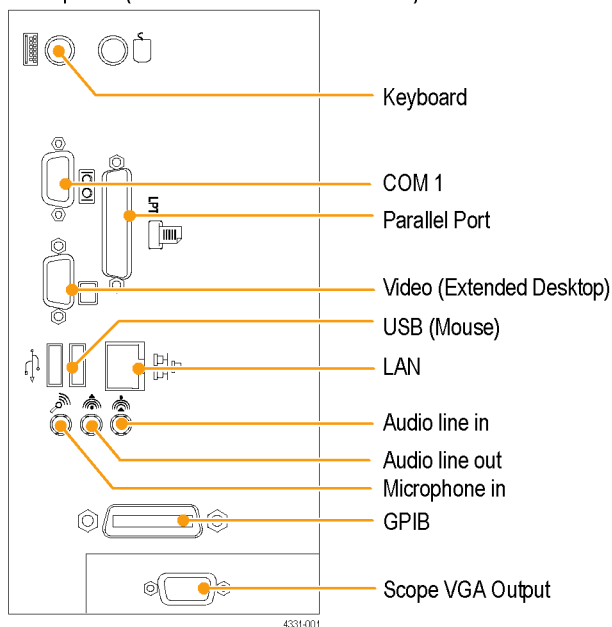 Keyboard
COM 1
Parallel Port
LPT
Video (Extended Desktop)
USB (Mouse)
LAN
Audio line in
Audio line out
Microphone in
GPIB
Scope VGA Output
4331-001